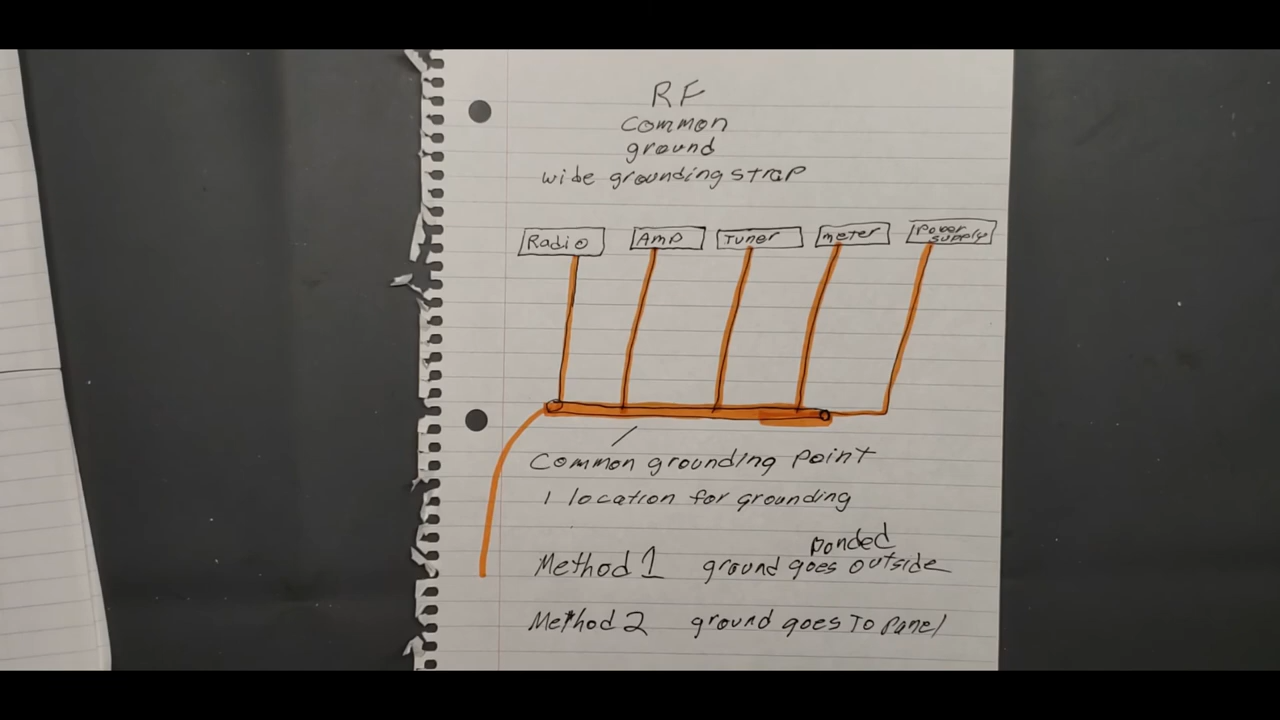 RF
Common
ground
wide grounding strap
Radio
Amp
Tuner
meter
Power
supply
Common grounding point
1 location for grounding
ponded
Method 1 ground goes outside
Method 2 ground goes to panel